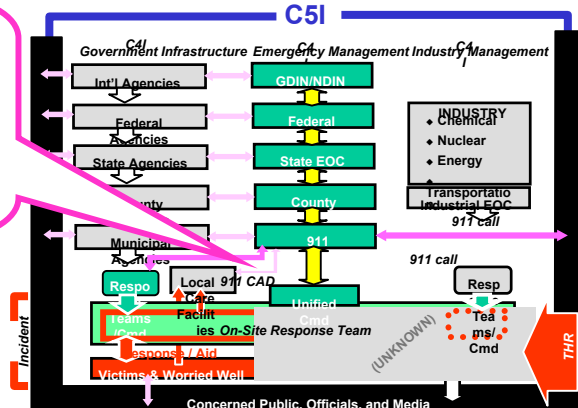 C5I
C4I
C4
I
C4
I
Government Infrastructure
Emergency Management
Industry Management
Int'l Agencies
GDIN/NDIN
Federal
Agencies
Federal
INDUSTRY
◆ Chemical
◆ Nuclear
◆ Energy
◆
Transportatio
State Agencies
State EOC
County
Industrial EOC
911 call
Municipal
Agencies
911
911 call
Respo
Local
Care
Facilit
ies
911 CAD
Resp
Unified
Cmd
Teams
/Cmd
On-Site Response Team
Tea
ms/
Cmd
(UNKNOWN)
Incident
THR
Response / Aid
Victims & Worried Well
Concerned Public, Officials, and Media